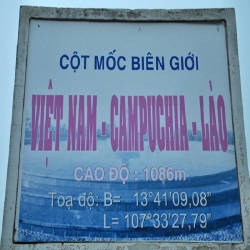 CỘT MỐC BIÊN GIỚI
VIỆT NAM - CAMPUCHIA - LÀO
CAO ĐỘ : 1086m
Tọa độ: B= 13°41'09,08"
L= 107°33'27,79"